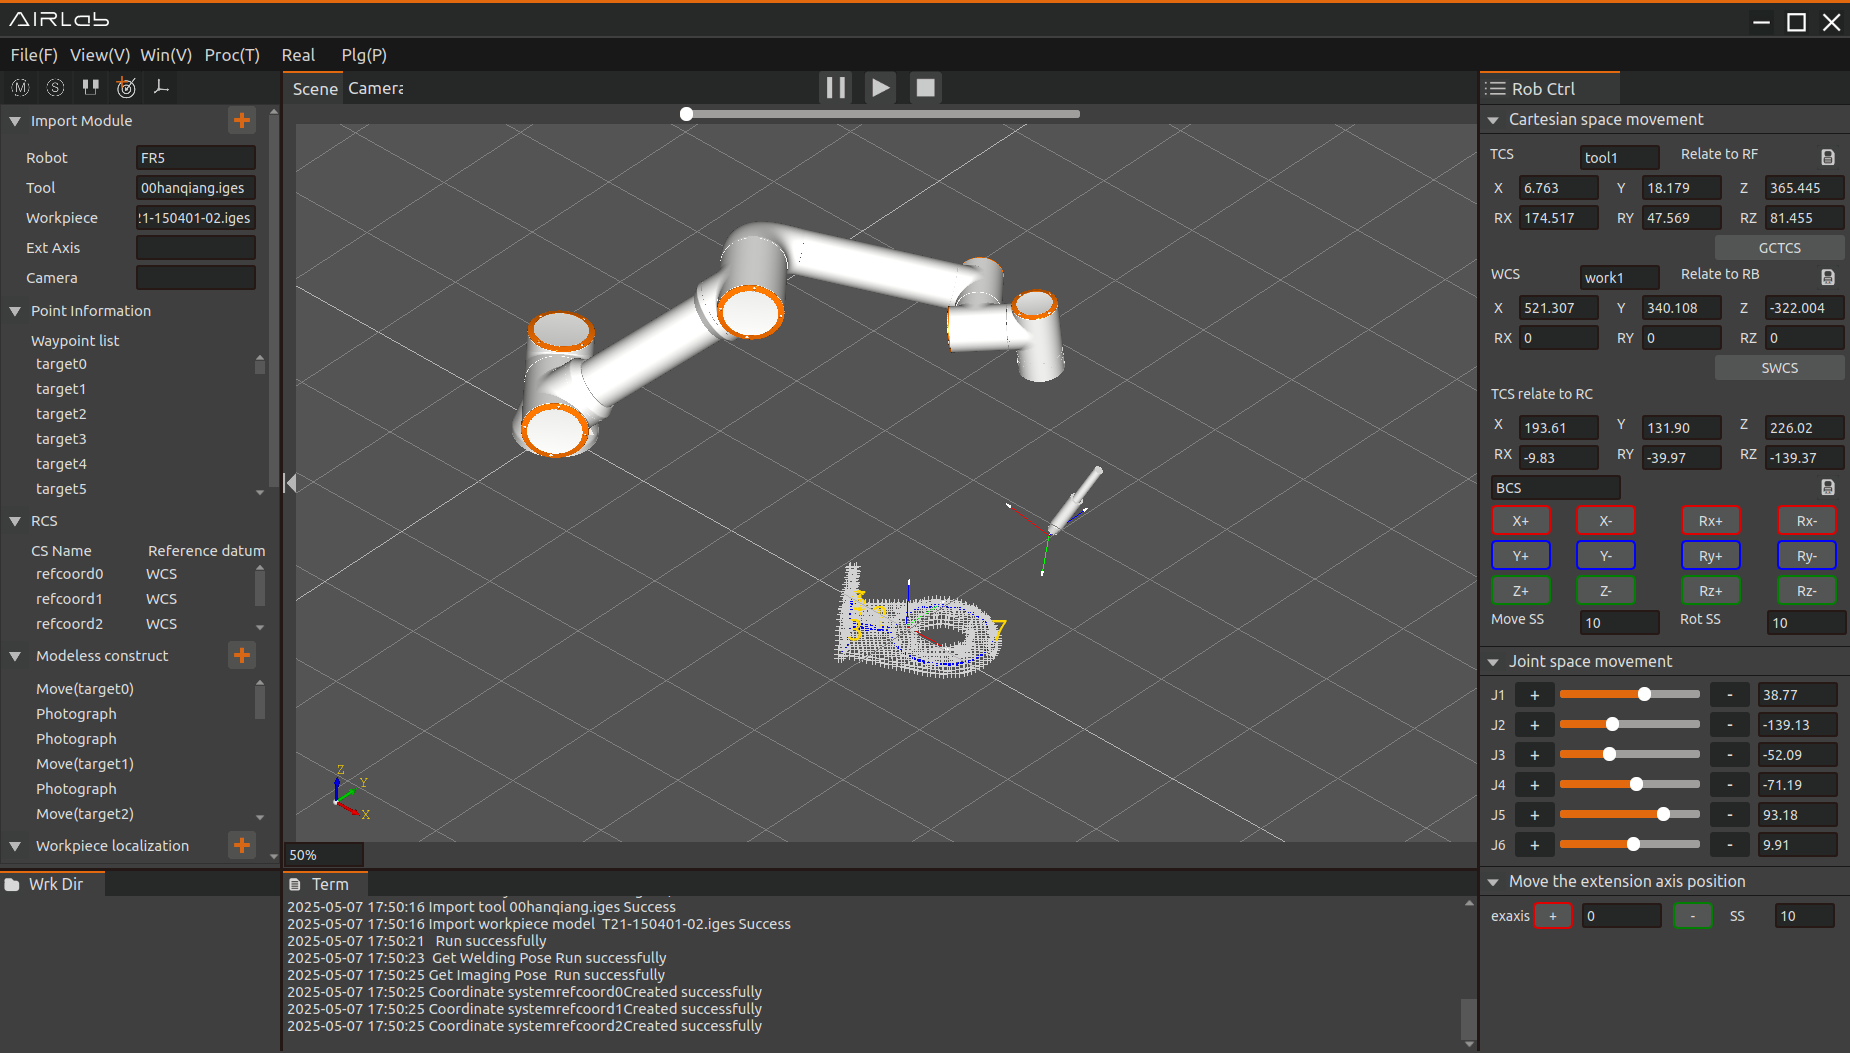 AIRLab
File(F) View(V) Win(V) Proc(T) Real Plg(P)
M S
Import Module
Robot FR5
Tool 00hanqiang.iges
Workpiece 21-150401-02.iges
Ext Axis
Camera
Point Information
Waypoint list
target0
target1
target2
target3
target4
target5
RCS
CS Name Reference datum
refcoord0 WCS
refcoord1 WCS
refcoord2 WCS
Modeless construct
Move(target0)
Photograph
Photograph
Move(target1)
Photograph
Move(target2)
Workpiece localization
Wrk Dir
Scene Camera
3
7
Z
Y
X
50%
Term
2025-05-07 17:50:16 Import tool 00hanqiang.iges Success
2025-05-07 17:50:16 Import workpiece model T21-150401-02.iges Success
2025-05-07 17:50:21 Run successfully
2025-05-07 17:50:23 Get Welding Pose Run successfully
2025-05-07 17:50:25 Get Imaging Pose Run successfully
2025-05-07 17:50:25 Coordinate systemrefcoord0Created successfully
2025-05-07 17:50:25 Coordinate systemrefcoord1Created successfully
2025-05-07 17:50:25 Coordinate systemrefcoord2Created successfully
Rob Ctrl
Cartesian space movement
TCS tool1 Relate to RF
X 6.763 Y 18.179 Z 365.445
RX 174.517 RY 47.569 RZ 81.455
GCTCS
WCS work1 Relate to RB
X 521.307 Y 340.108 Z -322.004
RX 0 RY 0 RZ 0
SWCS
TCS relate to RC
X 193.61 Y 131.90 Z 226.02
RX -9.83 RY -39.97 RZ -139.37
BCS
X+ X- Rx+ Rx-
Y+ Y- Ry+ Ry-
Z+ Z- Rz+ Rz-
Move SS 10 Rot SS 10
Joint space movement
J1 + - 38.77
J2 + - -139.13
J3 + - -52.09
J4 + - -71.19
J5 + - 93.18
J6 + - 9.91
Move the extension axis position
exaxis + 0 - SS 10